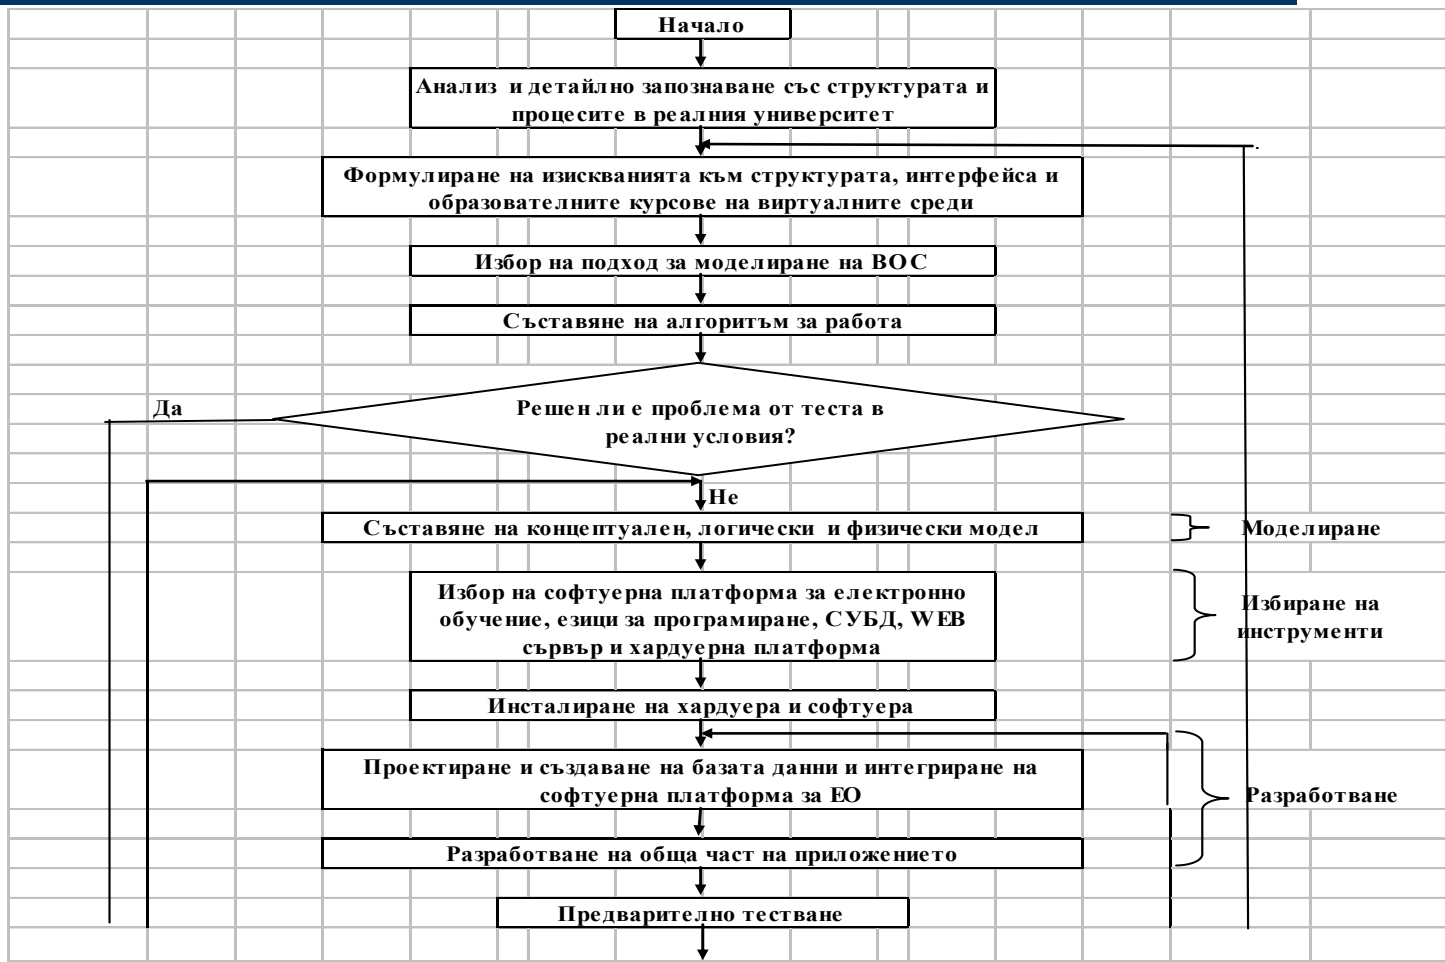 Начало
Анализ и детайлно запознаване със структурата и
процесите в реалния университет
Формулиране на изискванията към структурата, интерфейса и
образователните курсове на виртуалните среди
Избор на подход за моделиране на ВОС
Съставяне на алгоритъм за работа
Да
Решен ли е проблема от теста в
реални условия?
Не
Съставяне на концептуален, логически и физически модел
Моделиране
Избор на софтуерна платформа за електронно
обучение, езици за програмиране, СУБД, WEB
сървър и хардуерна платформа
Избиране на
инструменти
Инсталиране на хардуера и софтуера
Проектиране и създаване на базата данни и интегриране на
софтуерна платформа за ЕО
Разработване
Разработване на обща част на приложението
Предварително тестване